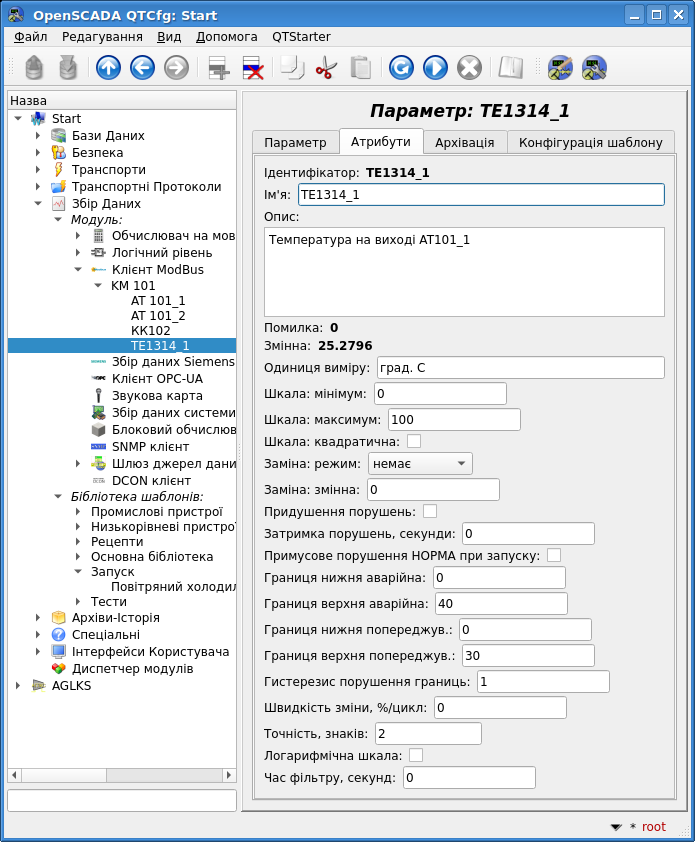 OpenSCADA QTCfg: Start
Файл Редагування Вид Допомога QTStarter
Назва
Start
Бази Даних
Безпека
Транспорти
Транспортні Протоколи
Збір Даних
Модуль:
Обчислювач на мов
Логічний рівень
Клієнт ModBus
KM 101
AT 101_1
AT 101_2
КК102
TE1314_1
Збір даних Siemens
Клієнт OPC-UA
Звукова карта
Збір даних системи
Блоковий обчислюв
SNMP клієнт
Шлюз джерел дани
DCON клієнт
Бібліотека шаблонів:
Промислові пристрої
Низькорівневі пристро
Рецепти
Основна бібліотека
Запуск
Повітряний холодил
Тести
Архіви-Історія
Спеціальні
Інтерфейси Користувача
Диспетчер модулів
AGLKS
Параметр: TE1314_1
Параметр Атрибути Архівація Конфігурація шаблону
Ідентифікатор: TE1314_1
Ім'я: TE1314_1
Опис:
Температура на виході AT101_1
Помилка: 0
Змінна: 25.2796
Одиниця виміру: град. С
Шкала: мінімум: 0
Шкала: максимум: 100
Шкала: квадратична:
Заміна: режим: немає
Заміна: змінна: 0
Придушення порушень:
Затримка порушень, секунди: 0
Примусове порушення НОРМА при запуску:
Границя нижня аварійна: 0
Границя верхня аварійна: 40
Границя нижня попереджув.: 0
Границя верхня попереджув.: 30
Гистерезис порушення границь: 1
Швидкість зміни, %/цикл: 0
Точність, знаків: 2
Логарифмічна шкала:
Час фільтру, секунд: 0
* root